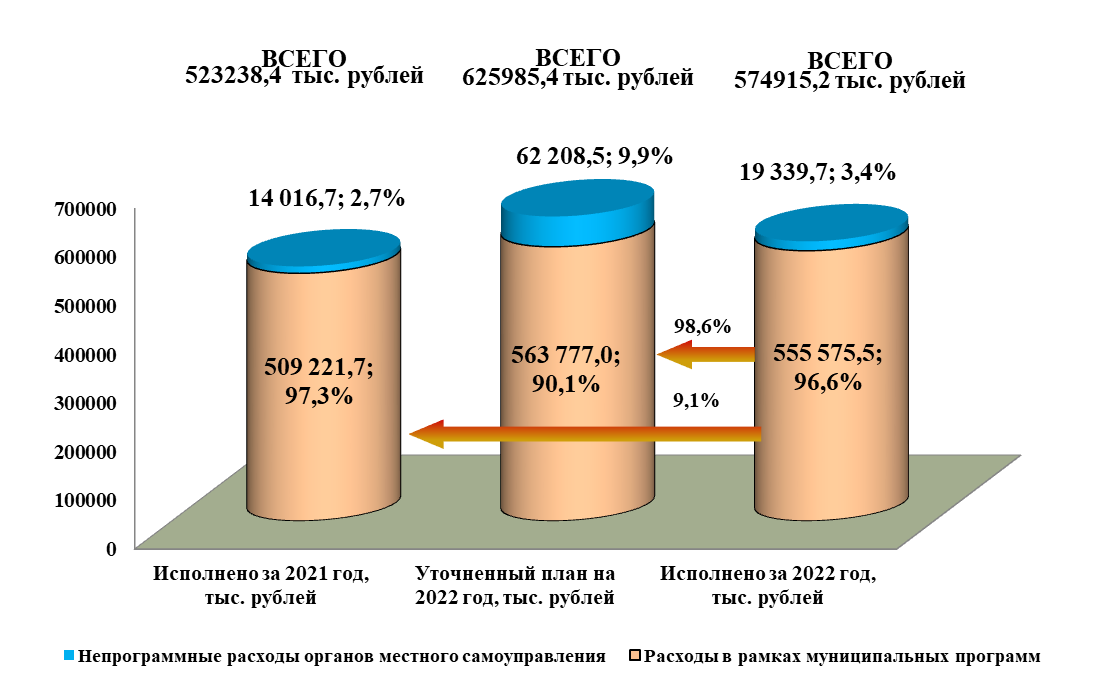 ВСЕГО
523238,4 тыс. рублей
ВСЕГО
625985,4 тыс. рублей
ВСЕГО
574915,2 тыс. рублей
14 016,7; 2,7%
62 208,5; 9,9%
19 339,7; 3,4%
700000
600000
500000
400000
300000
200000
100000
0
509 221,7;
97,3%
563 777,0;
90,1%
555 575,5;
96,6%
98,6%
9,1%
Исполнено за 2021 год,
тыс. рублей
Уточненный план на
2022 год, тыс. рублей
Исполнено за 2022 год,
тыс. рублей
Непрограммные расходы органов местного самоуправления
Расходы в рамках муниципальных программ